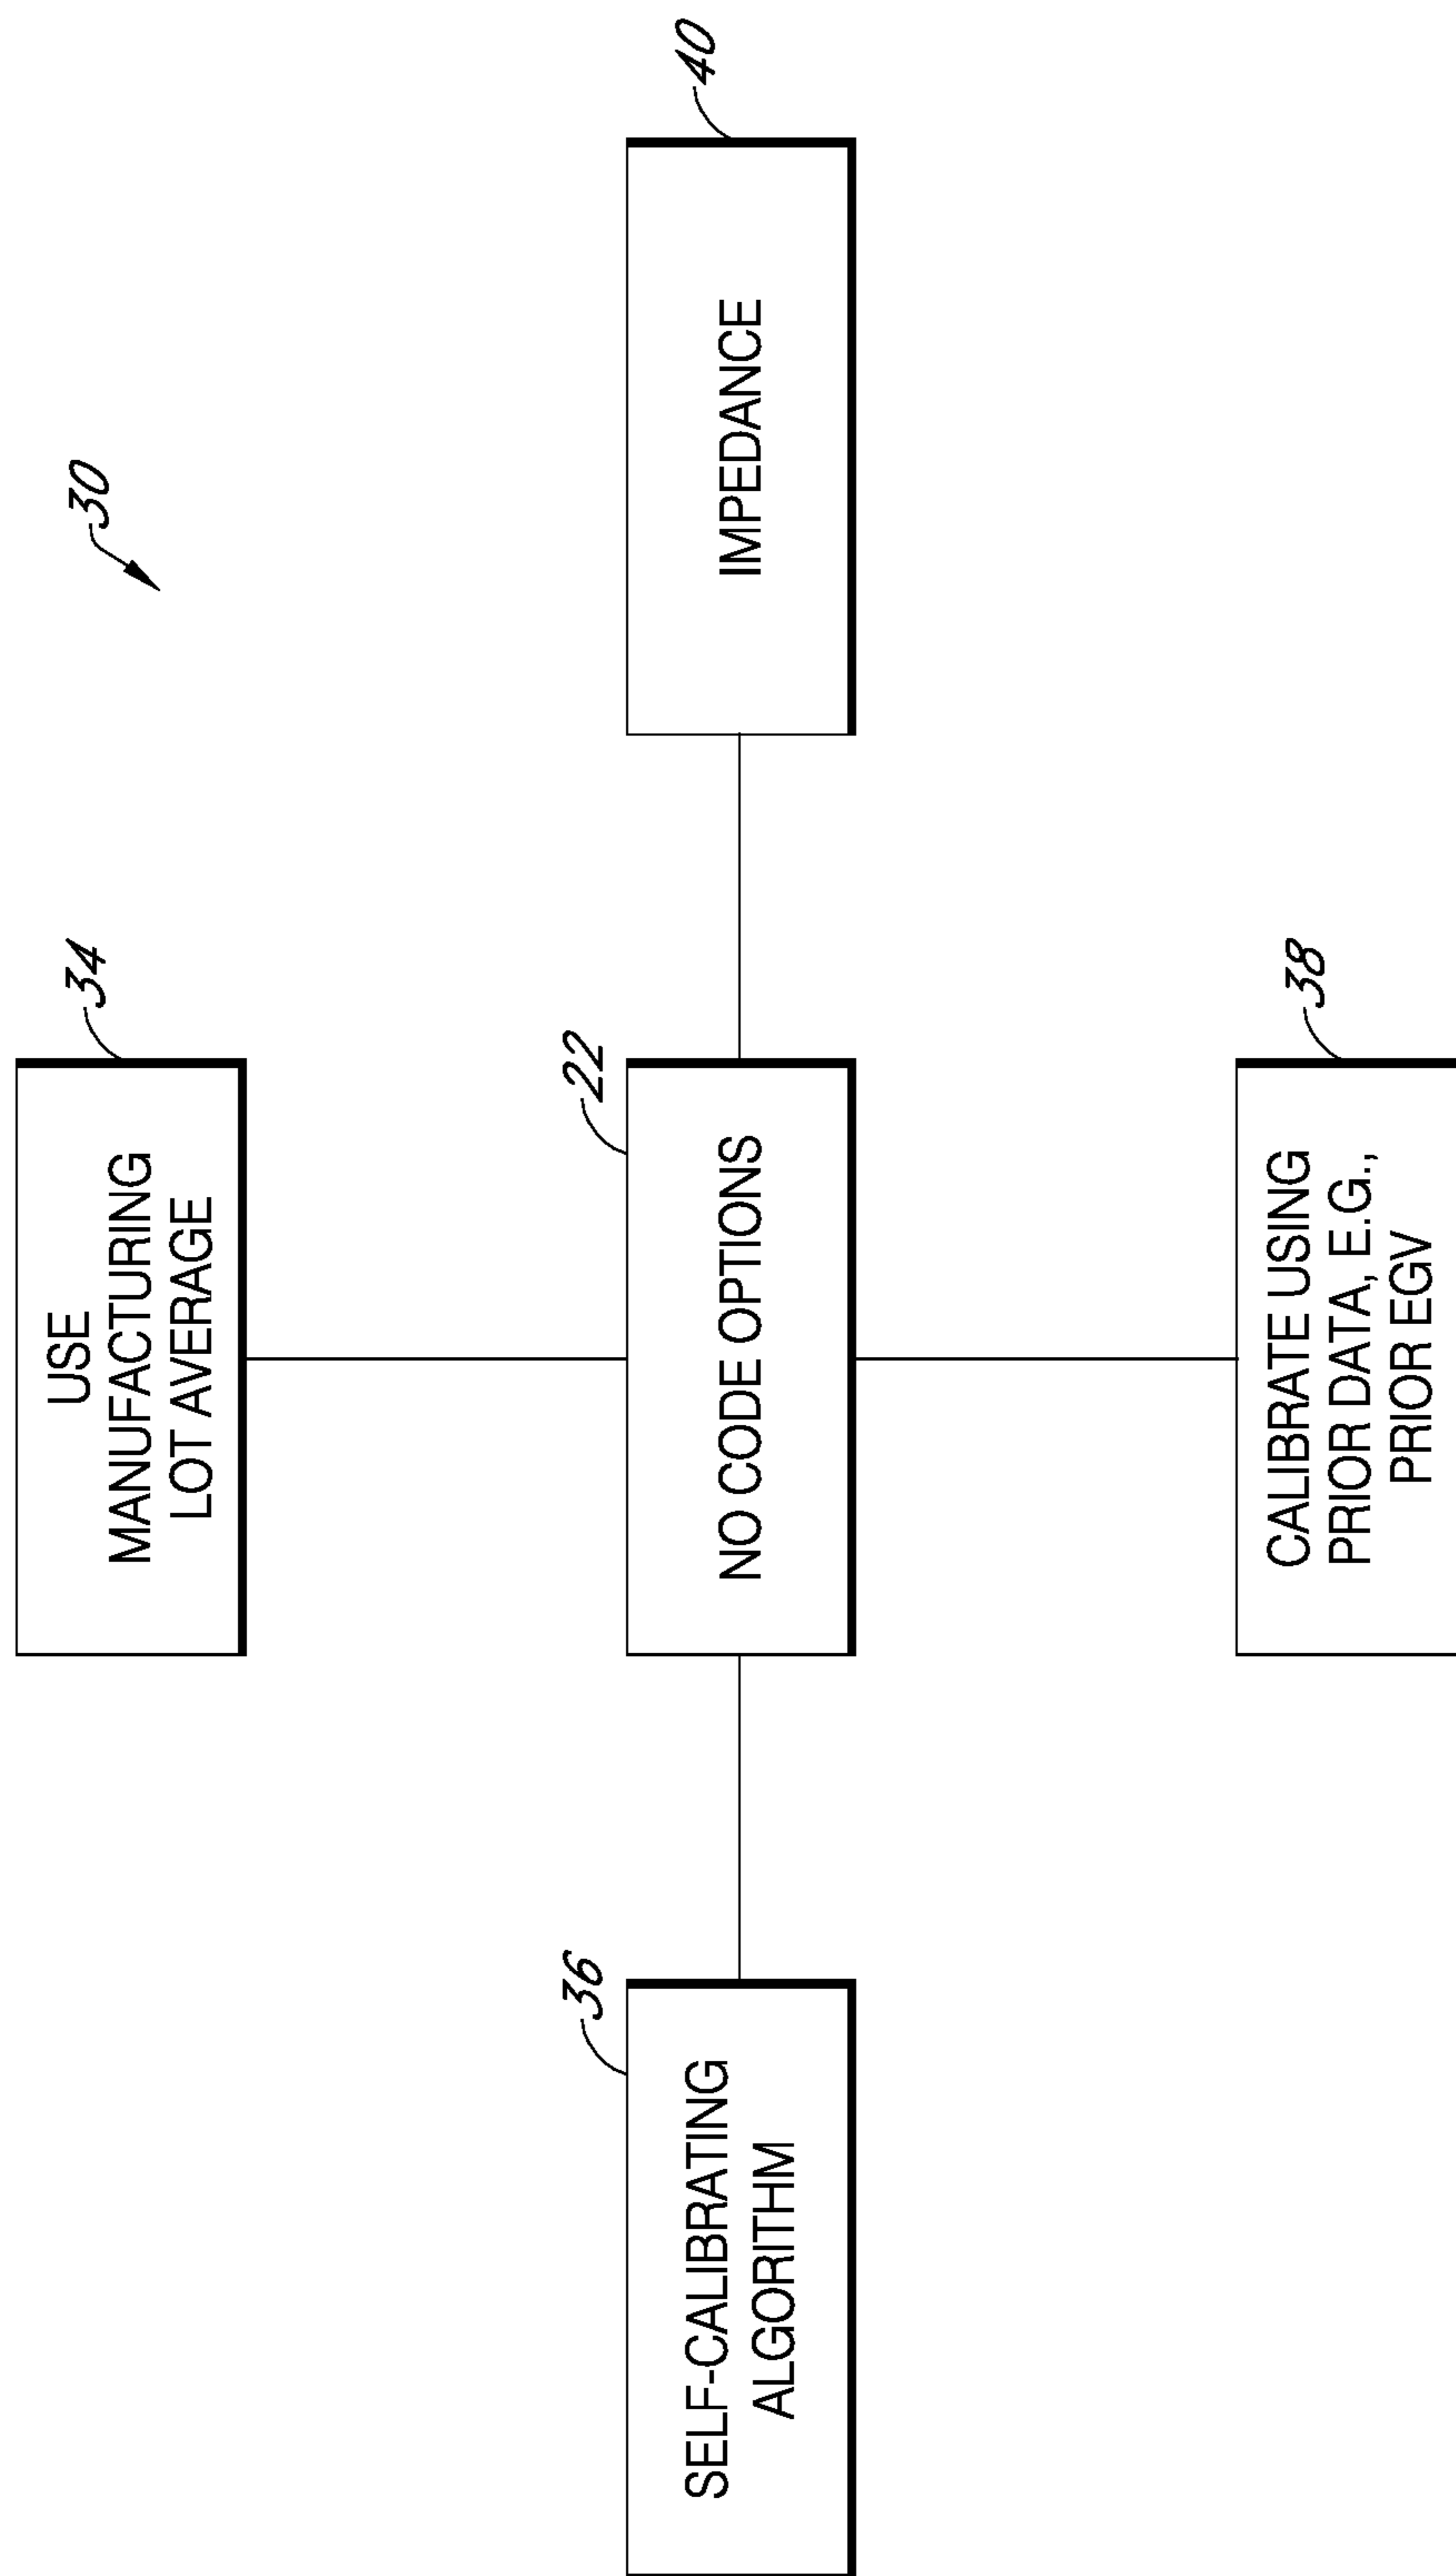 30
34
USE
MANUFACTURING
LOT AVERAGE
36
SELF-CALIBRATING
ALGORITHM
22
NO CODE OPTIONS
40
IMPEDANCE
38
CALIBRATE USING
PRIOR DATA, E.G.,
PRIOR EGV